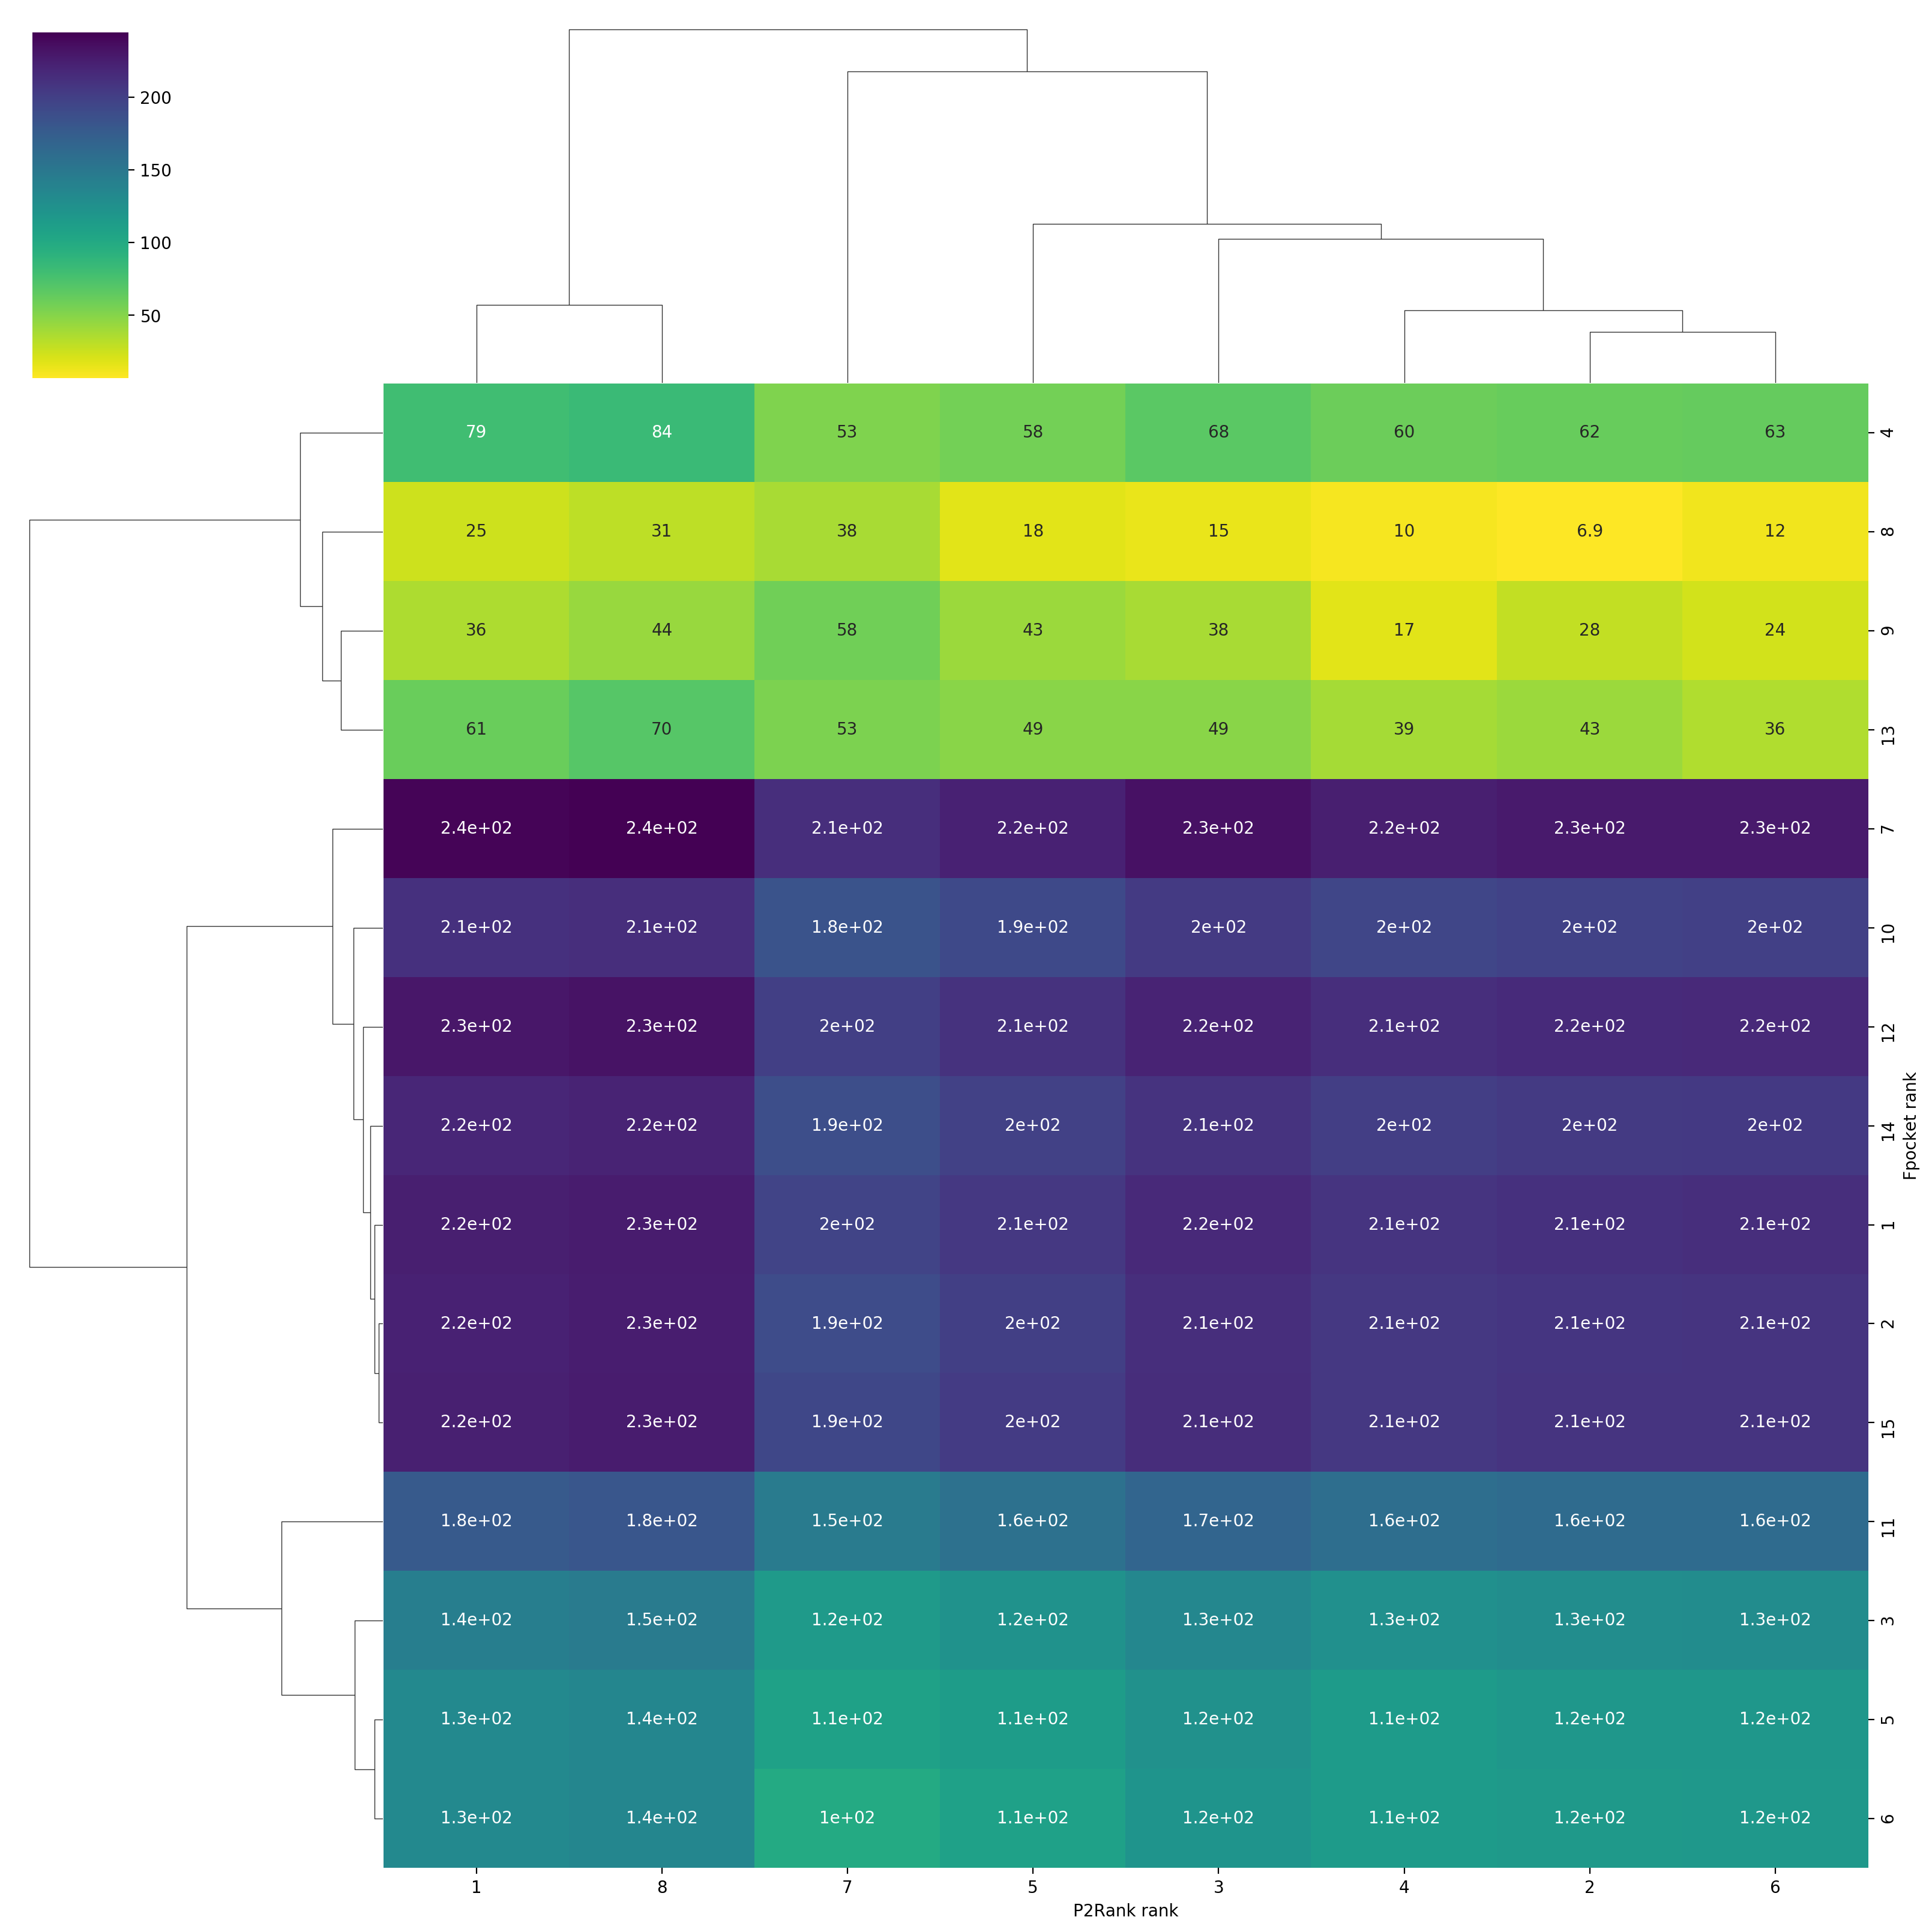 200
150
100
50
79 84 53 58 68 60 62 63 4
25 31 38 18 15 10 6.9 12 8
36 44 58 43 38 17 28 24 9
61 70 53 49 49 39 43 36 13
2.4e+02 2.4e+02 2.1e+02 2.2e+02 2.3e+02 2.2e+02 2.3e+02 2.3e+02 7
2.1e+02 2.1e+02 1.8e+02 1.9e+02 2e+02 2e+02 2e+02 2e+02 10
2.3e+02 2.3e+02 2e+02 2.1e+02 2.2e+02 2.1e+02 2.2e+02 2.2e+02 12
2.2e+02 2.2e+02 1.9e+02 2e+02 2.1e+02 2e+02 2e+02 2e+02 14
Fpocket rank
2.2e+02 2.3e+02 2e+02 2.1e+02 2.2e+02 2.1e+02 2.1e+02 2.1e+02 1
2.2e+02 2.3e+02 1.9e+02 2e+02 2.1e+02 2.1e+02 2.1e+02 2.1e+02 2
2.2e+02 2.3e+02 1.9e+02 2e+02 2.1e+02 2.1e+02 2.1e+02 2.1e+02 15
1.8e+02 1.8e+02 1.5e+02 1.6e+02 1.7e+02 1.6e+02 1.6e+02 1.6e+02 11
1.4e+02 1.5e+02 1.2e+02 1.2e+02 1.3e+02 1.3e+02 1.3e+02 1.3e+02 3
1.3e+02 1.4e+02 1.1e+02 1.1e+02 1.2e+02 1.1e+02 1.2e+02 1.2e+02 5
1.3e+02 1.4e+02 1e+02 1.1e+02 1.2e+02 1.1e+02 1.2e+02 1.2e+02 6
1 8 7 5 3 4 2 6
P2Rank rank